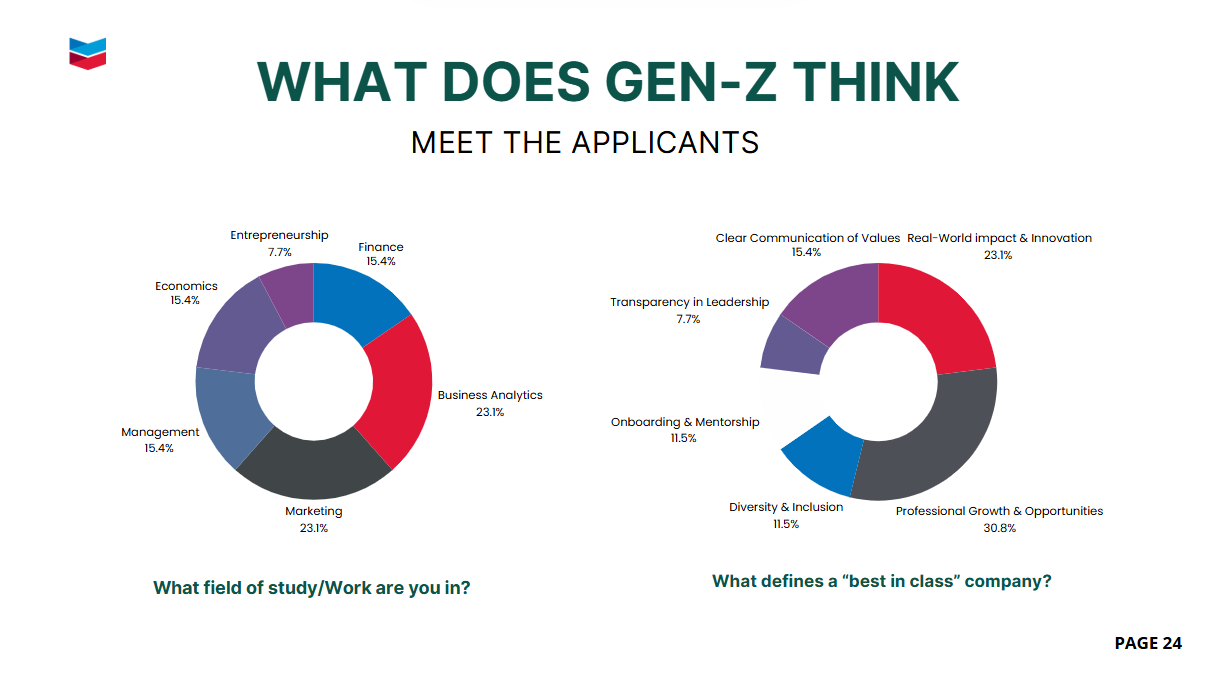 WHAT DOES GEN-Z THINK
MEET THE APPLICANTS
Entrepreneurship
7.7%
Finance
15.4%
Economics
15.4%
Business Analytics
23.1%
Management
15.4%
Marketing
23.1%
What field of study/Work are you in?
Clear Communication of Values
15.4%
Real-World impact & Innovation
23.1%
Transparency in Leadership
7.7%
Onboarding & Mentorship
11.5%
Diversity & Inclusion
11.5%
Professional Growth & Opportunities
30.8%
What defines a “best in class” company?
PAGE 24